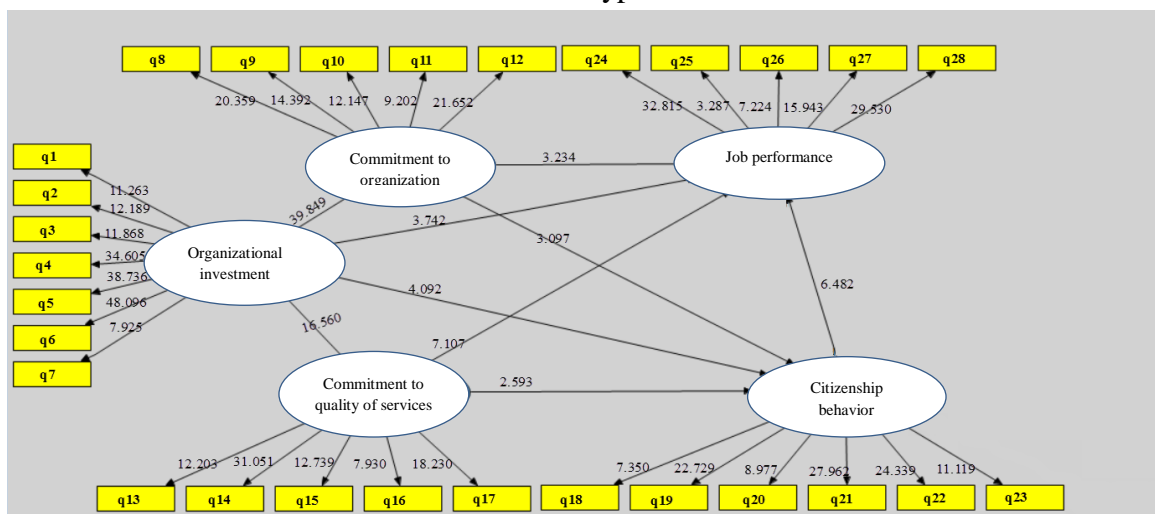 q8 q9 q10 q11 q12 q24 q25 q26 q27 q28
20.359 14.392 12.147 9.202 21.652 32.815 3.287 7.224 15.943 29.530
Commitment to
organization
Job performance
3.234
q1
q2
q3
q4
q5
q6
q7
11.263
12.189
11.868
34.605
38.736
48.096
7.925
39.849
3.742
3.097
Organizational
investment
4.092
6.482
16.560
7.107
Commitment to
quality of services
2.593
Citizenship
behavior
12.203 31.051 12.739 7.930 18.230 7.350 22.729 8.977 27.962 24.339 11.119
q13 q14 q15 q16 q17 q18 q19 q20 q21 q22 q23